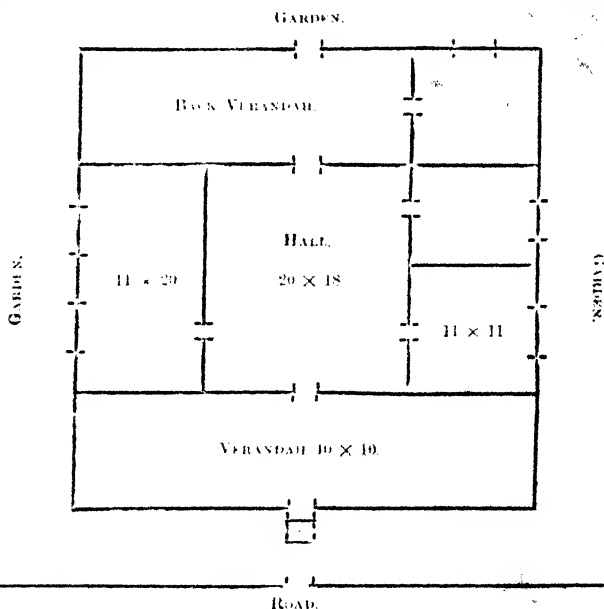 GARDEN.
BACK VERANDAH.
GARDEN.
HALL.
11 × 20
20 × 18
GARDEN.
11 × 11
VERANDAH 40 × 10.
ROAD.